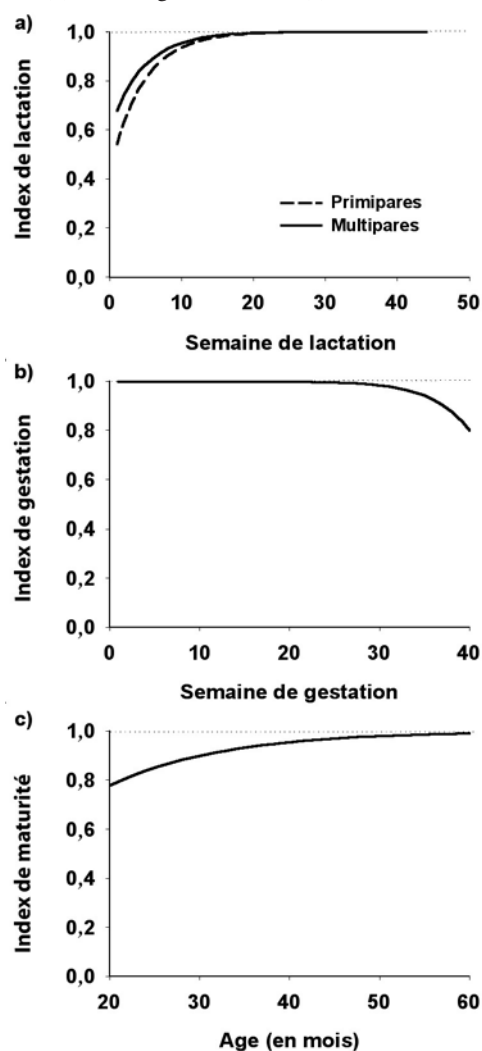 a)
Index de lactation
1,0
0,8
0,6
0,4
0,2
0,0
Primipares
Multipares
0 10 20 30 40 50
Semaine de lactation
b)
Index de gestation
1,0
0,8
0,6
0,4
0,2
0,0
0 10 20 30 40
Semaine de gestation
c)
Index de maturité
1,0
0,8
0,6
0,4
0,2
0,0
20 30 40 50 60
Age (en mois)